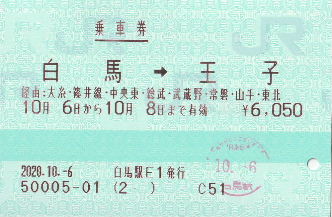 乗車券
白馬 → 王子
経由:大糸・篠井線・中央東・総武・武蔵野・常磐・山手・東北
10月 6日から10月 8日まで有効 ¥6,050
2020.10.-6 白馬駅F1発行
50005-01 (2 ) C51
10.-6
白馬駅
JR